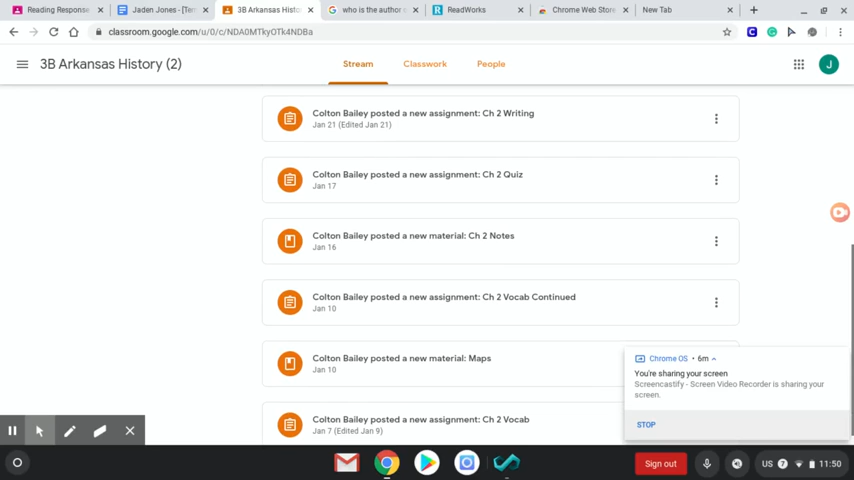 Reading Response
Jaden Jones - [Ten
3B Arkansas Histo
who is the author o
ReadWorks
Chrome Web Store
New Tab
classroom.google.com/u/0/c/NDA0MTkyOTk4NDBa
3B Arkansas History (2)
Stream
Classwork
People
J
Colton Bailey posted a new assignment: Ch 2 Writing
Jan 21 (Edited Jan 21)
Colton Bailey posted a new assignment: Ch 2 Quiz
Jan 17
Colton Bailey posted a new material: Ch 2 Notes
Jan 16
Colton Bailey posted a new assignment: Ch 2 Vocab Continued
Jan 10
Colton Bailey posted a new material: Maps
Jan 10
Colton Bailey posted a new assignment: Ch 2 Vocab
Jan 7 (Edited Jan 9)
Chrome OS • 6m
You're sharing your screen
Screencastify - Screen Video Recorder is sharing your
screen.
STOP
Sign out
US
7
11:50